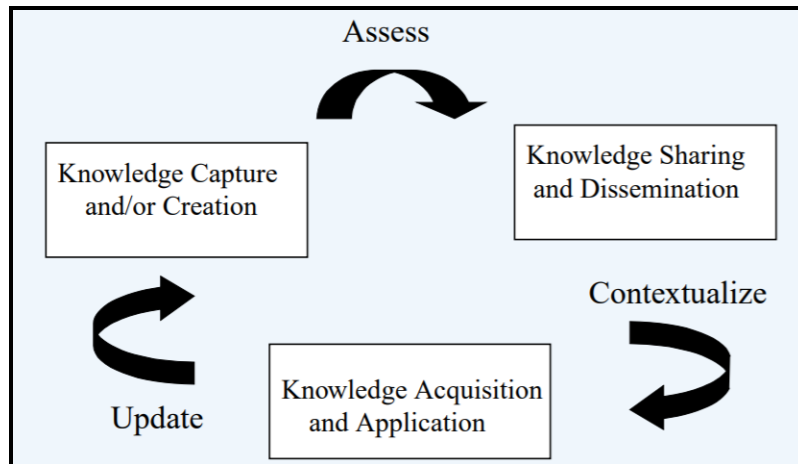 Assess
Knowledge Capture
and/or Creation
Knowledge Sharing
and Dissemination
Contextualize
Knowledge Acquisition
and Application
Update